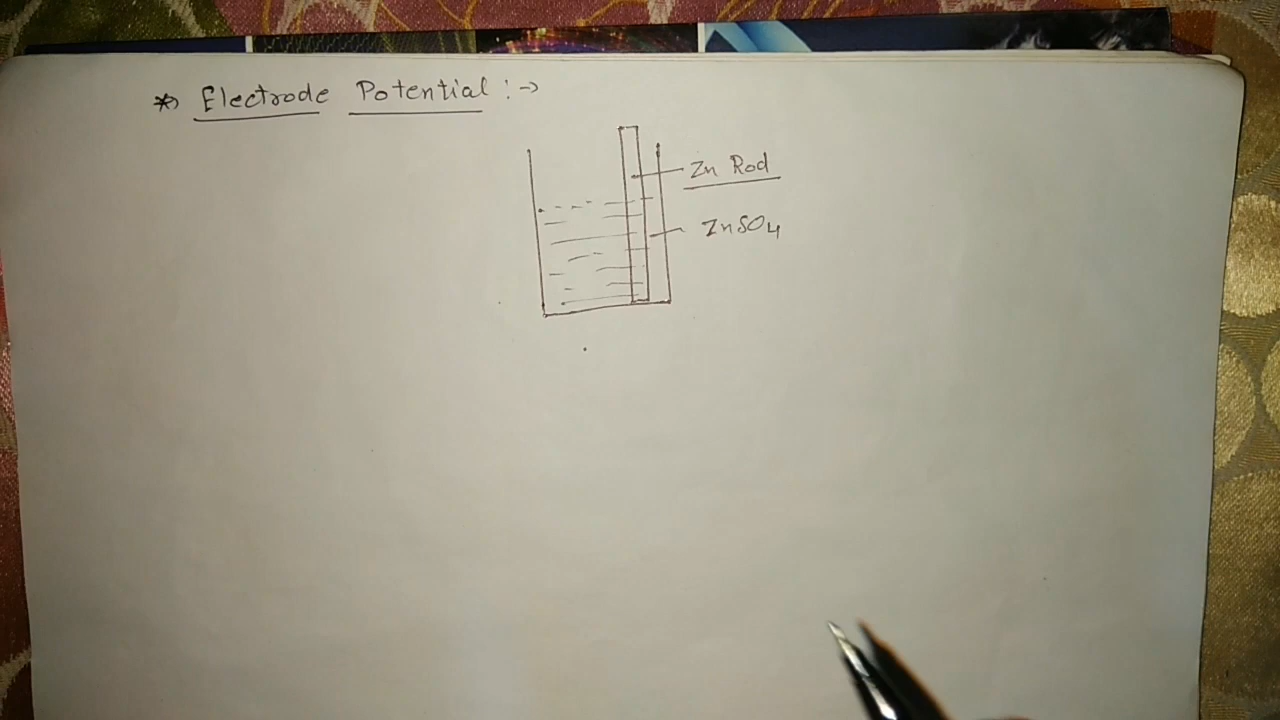 * Electrode Potential :→
Zn Rod
ZnSO4